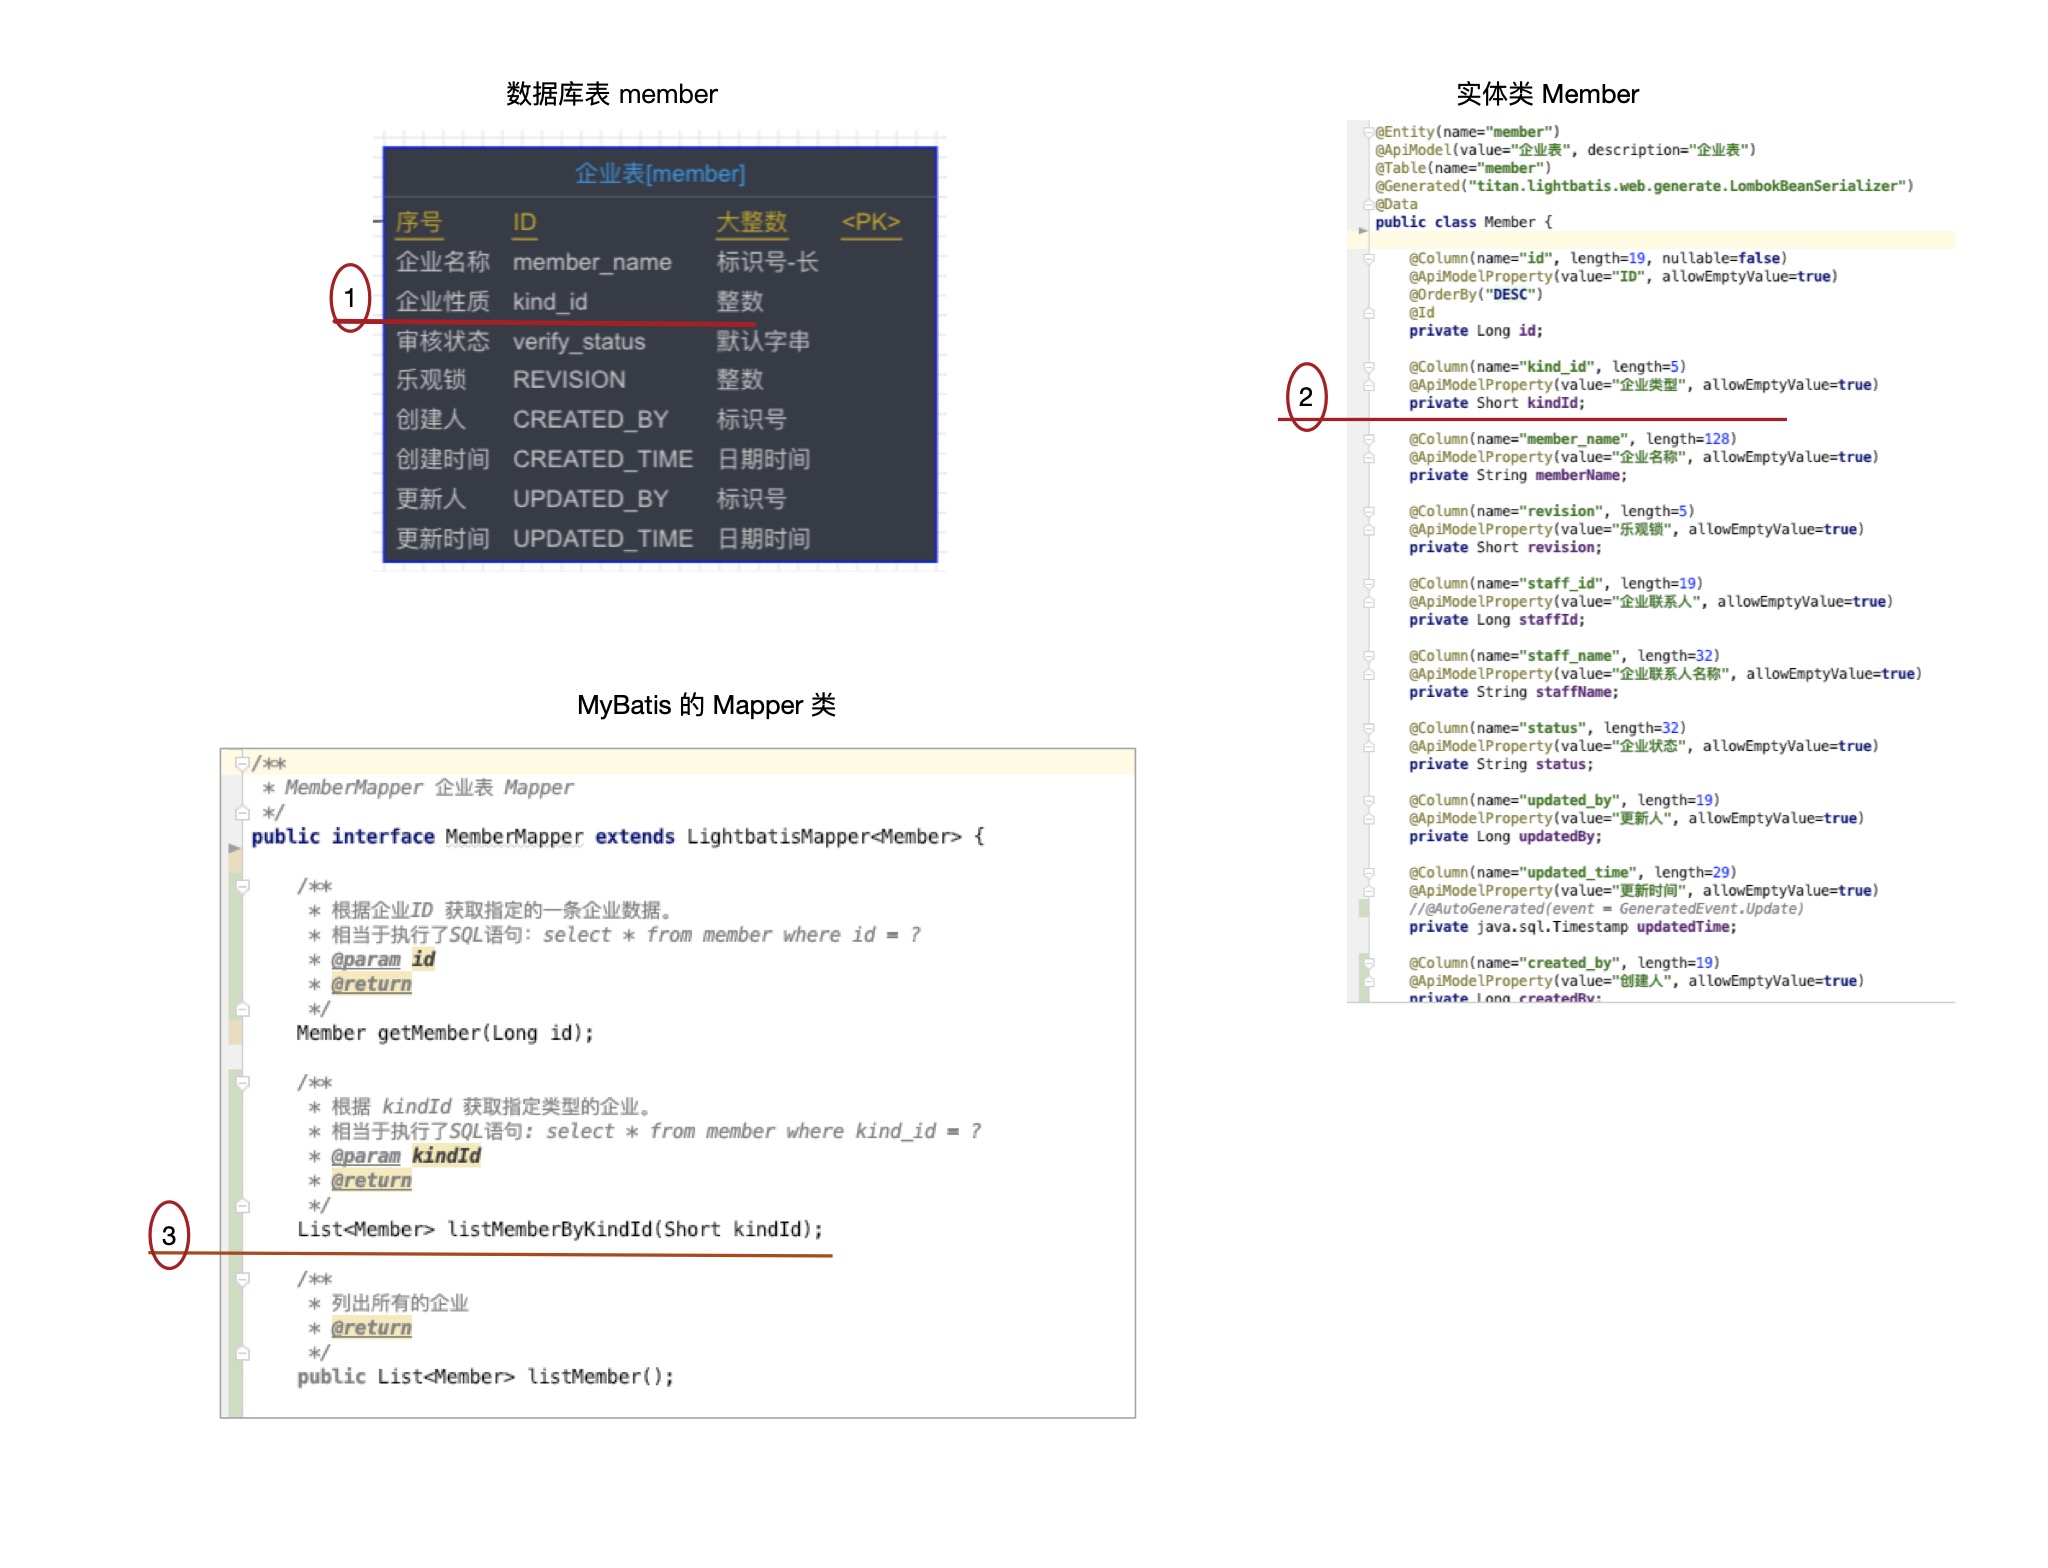 数据库表 member
企业表[member]
序号 ID 大整数 <PK>
企业名称 member_name 标识号-长
1
企业性质 kind_id 整数
审核状态 verify_status 默认字串
乐观锁 REVISION 整数
创建人 CREATED_BY 标识号
创建时间 CREATED_TIME 日期时间
更新人 UPDATED_BY 标识号
更新时间 UPDATED_TIME 日期时间
实体类 Member
@Entity(name="member")
@ApiModel(value="企业表", description="企业表")
@Table(name="member")
@Generated("titan.lightbatis.web.generate.LombokBeanSerializer")
@Data
public class Member {
@Column(name="id", length=19, nullable=false)
@ApiModelProperty(value="ID", allowEmptyValue=true)
@OrderBy("DESC")
@Id
private Long id;
@Column(name="kind_id", length=5)
@ApiModelProperty(value="企业类型", allowEmptyValue=true)
2
private Short kindId;
@Column(name="member_name", length=128)
@ApiModelProperty(value="企业名称", allowEmptyValue=true)
private String memberName;
@Column(name="revision", length=5)
@ApiModelProperty(value="乐观锁", allowEmptyValue=true)
private Short revision;
@Column(name="staff_id", length=19)
@ApiModelProperty(value="企业联系人", allowEmptyValue=true)
private Long staffId;
@Column(name="staff_name", length=32)
@ApiModelProperty(value="企业联系人名称", allowEmptyValue=true)
private String staffName;
@Column(name="status", length=32)
@ApiModelProperty(value="企业状态", allowEmptyValue=true)
private String status;
@Column(name="updated_by", length=19)
@ApiModelProperty(value="更新人", allowEmptyValue=true)
private Long updatedBy;
@Column(name="updated_time", length=29)
@ApiModelProperty(value="更新时间", allowEmptyValue=true)
//@AutoGenerated(event = GeneratedEvent.Update)
private java.sql.Timestamp updatedTime;
@Column(name="created_by", length=19)
@ApiModelProperty(value="创建人", allowEmptyValue=true)
private Long createdBy;
MyBatis 的 Mapper 类
/**
* MemberMapper 企业表 Mapper
*/
public interface MemberMapper extends LightbatisMapper<Member> {
/**
* 根据企业ID 获取指定的一条企业数据。
* 相当于执行了SQL语句: select * from member where id = ?
* @param id
* @return
*/
Member getMember(Long id);
/**
* 根据 kindId 获取指定类型的企业。
* 相当于执行了SQL语句: select * from member where kind_id = ?
* @param kindId
* @return
*/
3
List<Member> listMemberByKindId(Short kindId);
/**
* 列出所有的企业
* @return
*/
public List<Member> listMember();